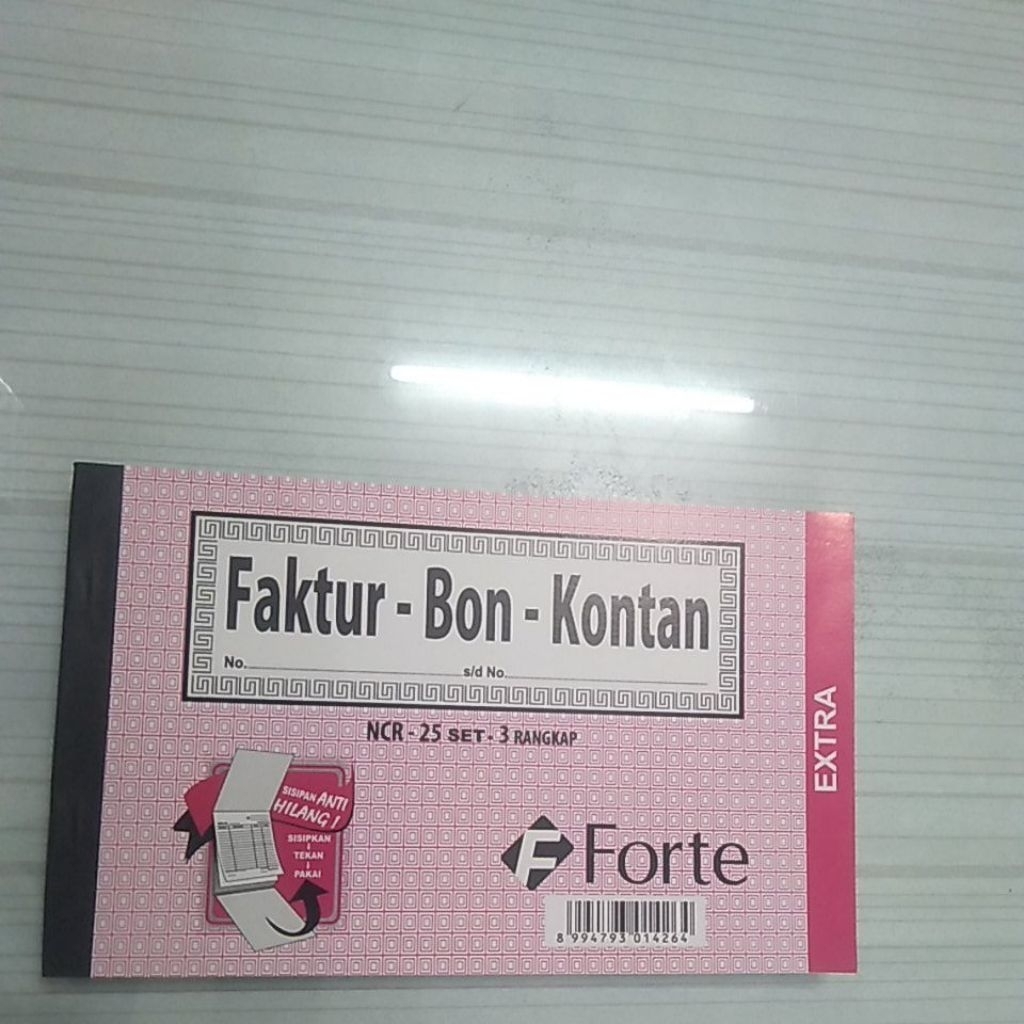 Faktur - Bon - Kontan
No. s/d No.
NCR - 25 SET - 3 RANGKAP
EXTRA
SISIPAN ANTI
HILANG !
SISIPKAN
TEKAN
PAKAI
F Forte
8 994793 014264